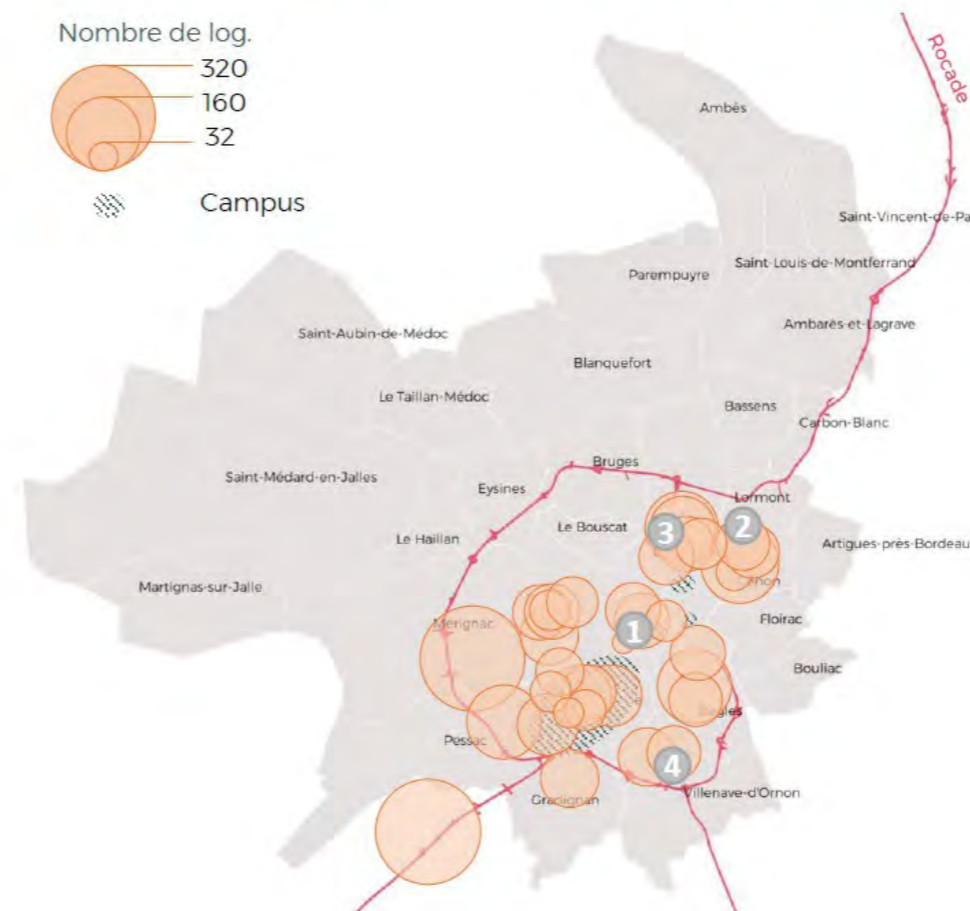 Nombre de log.
320
160
32
Campus
Rocade
Ambès
Saint-Vincent-de-Pa
Saint-Louis-de-Montferrand
Parempuyre
Ambarès-et-Lagrave
Saint-Aubin-de-Médoc
Blanquefort
Le Taillan-Médoc
Bassens
Carbon-Blanc
Bruges
Saint-Médard-en-Jalles
Eysines
Lormont
Le Bouscat
3
2
Le Haillan
Artigues-près-Bordeau
Martignas-sur-Jalle
Cenon
Floirac
Mérignac
1
Bouliac
Bègles
Pessac
4
Villenave-d'Ornon
Gradignan